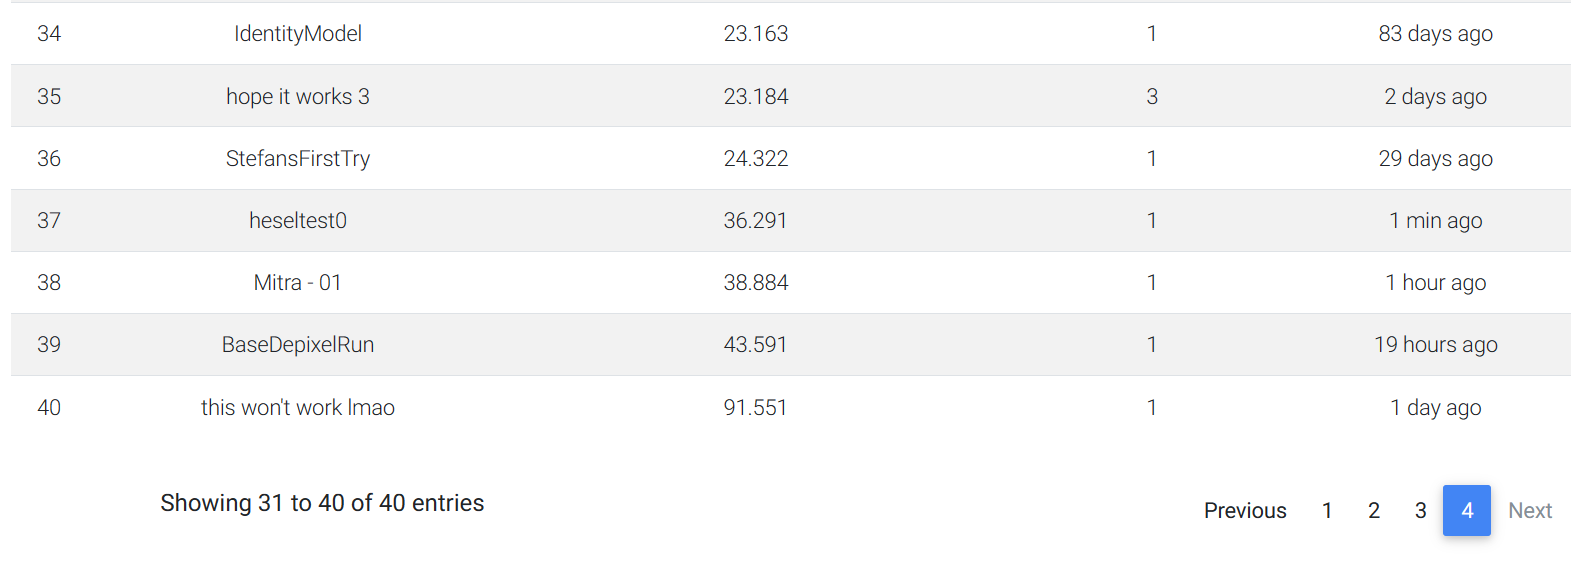 34 IdentityModel 23.163 1 83 days ago
35 hope it works 3 23.184 3 2 days ago
36 StefansFirstTry 24.322 1 29 days ago
37 heseltest0 36.291 1 1 min ago
38 Mitra - 01 38.884 1 1 hour ago
39 BaseDepixelRun 43.591 1 19 hours ago
40 this won't work lmao 91.551 1 1 day ago
Showing 31 to 40 of 40 entries
Previous 1 2 3 4 Next